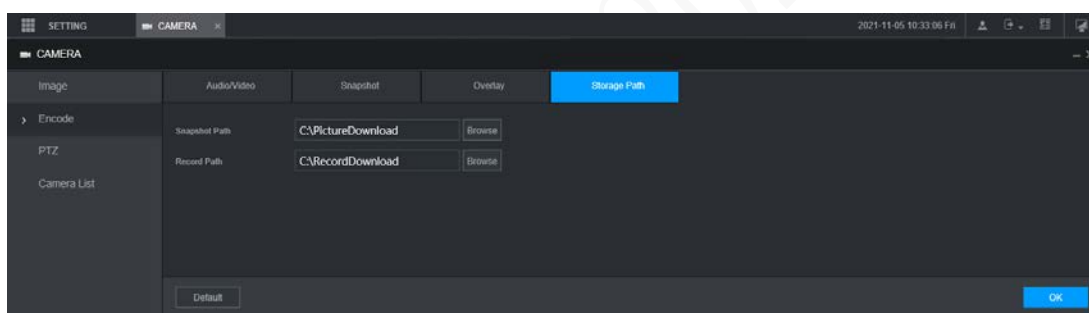 SETTING CAMERA × 2021-11-05 10:33:06 Fri
CAMERA
Image Audio/Video Snapshot Overlay Storage Path
Encode
Snapshot Path C:\PictureDownload Browse
PTZ
Record Path C:\RecordDownload Browse
Camera List
Default OK